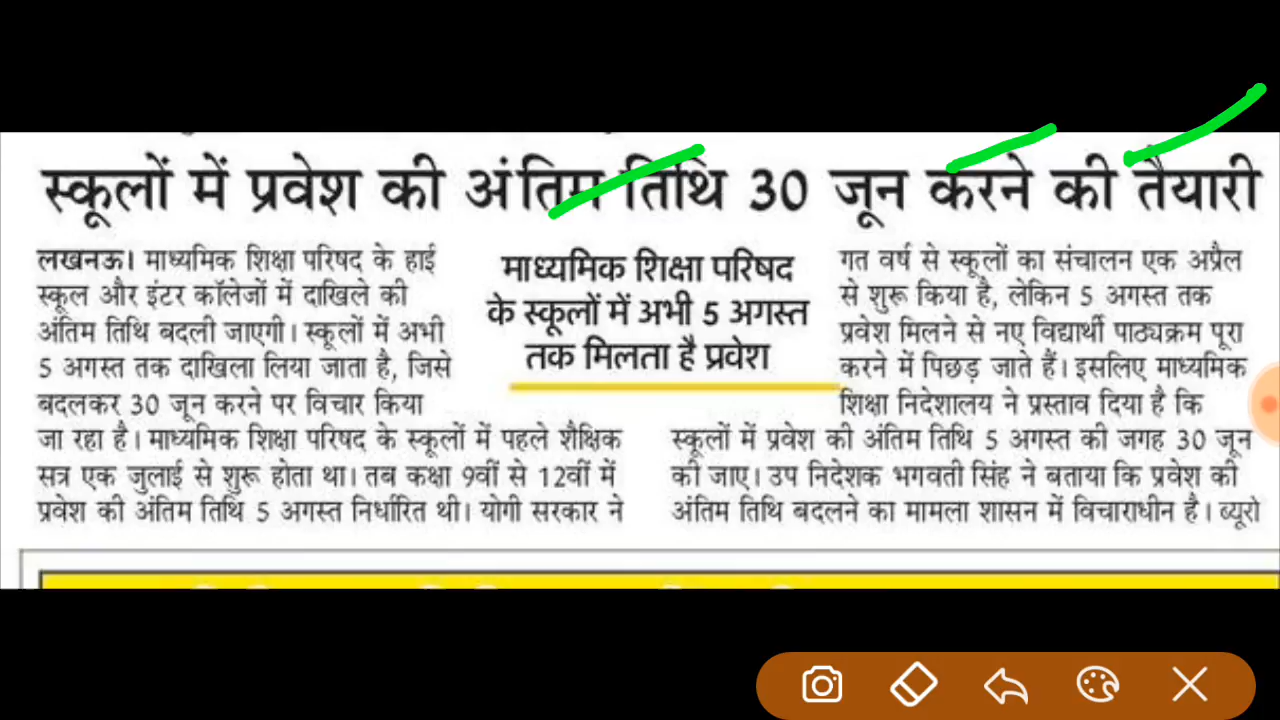 स्कूलों में प्रवेश की अंतिम तिथि 30 जून करने की तैयारी
लखनऊ। माध्यमिक शिक्षा परिषद के हाई
स्कूल और इंटर कॉलेजों में दाखिले की
अंतिम तिथि बदली जाएगी। स्कूलों में अभी
5 अगस्त तक दाखिला लिया जाता है, जिसे
बदलकर 30 जून करने पर विचार किया
जा रहा है। माध्यमिक शिक्षा परिषद के स्कूलों में पहले शैक्षिक
सत्र एक जुलाई से शुरू होता था। तब कक्षा 9वीं से 12वीं में
प्रवेश की अंतिम तिथि 5 अगस्त निर्धारित थी। योगी सरकार ने
माध्यमिक शिक्षा परिषद
के स्कूलों में अभी 5 अगस्त
तक मिलता है प्रवेश
गत वर्ष से स्कूलों का संचालन एक अप्रैल
से शुरू किया है, लेकिन 5 अगस्त तक
प्रवेश मिलने से नए विद्यार्थी पाठ्यक्रम पूरा
करने में पिछड़ जाते हैं। इसलिए माध्यमिक
शिक्षा निदेशालय ने प्रस्ताव दिया है कि
स्कूलों में प्रवेश की अंतिम तिथि 5 अगस्त की जगह 30 जून
की जाए। उप निदेशक भगवती सिंह ने बताया कि प्रवेश की
अंतिम तिथि बदलने का मामला शासन में विचाराधीन है। ब्यूरो